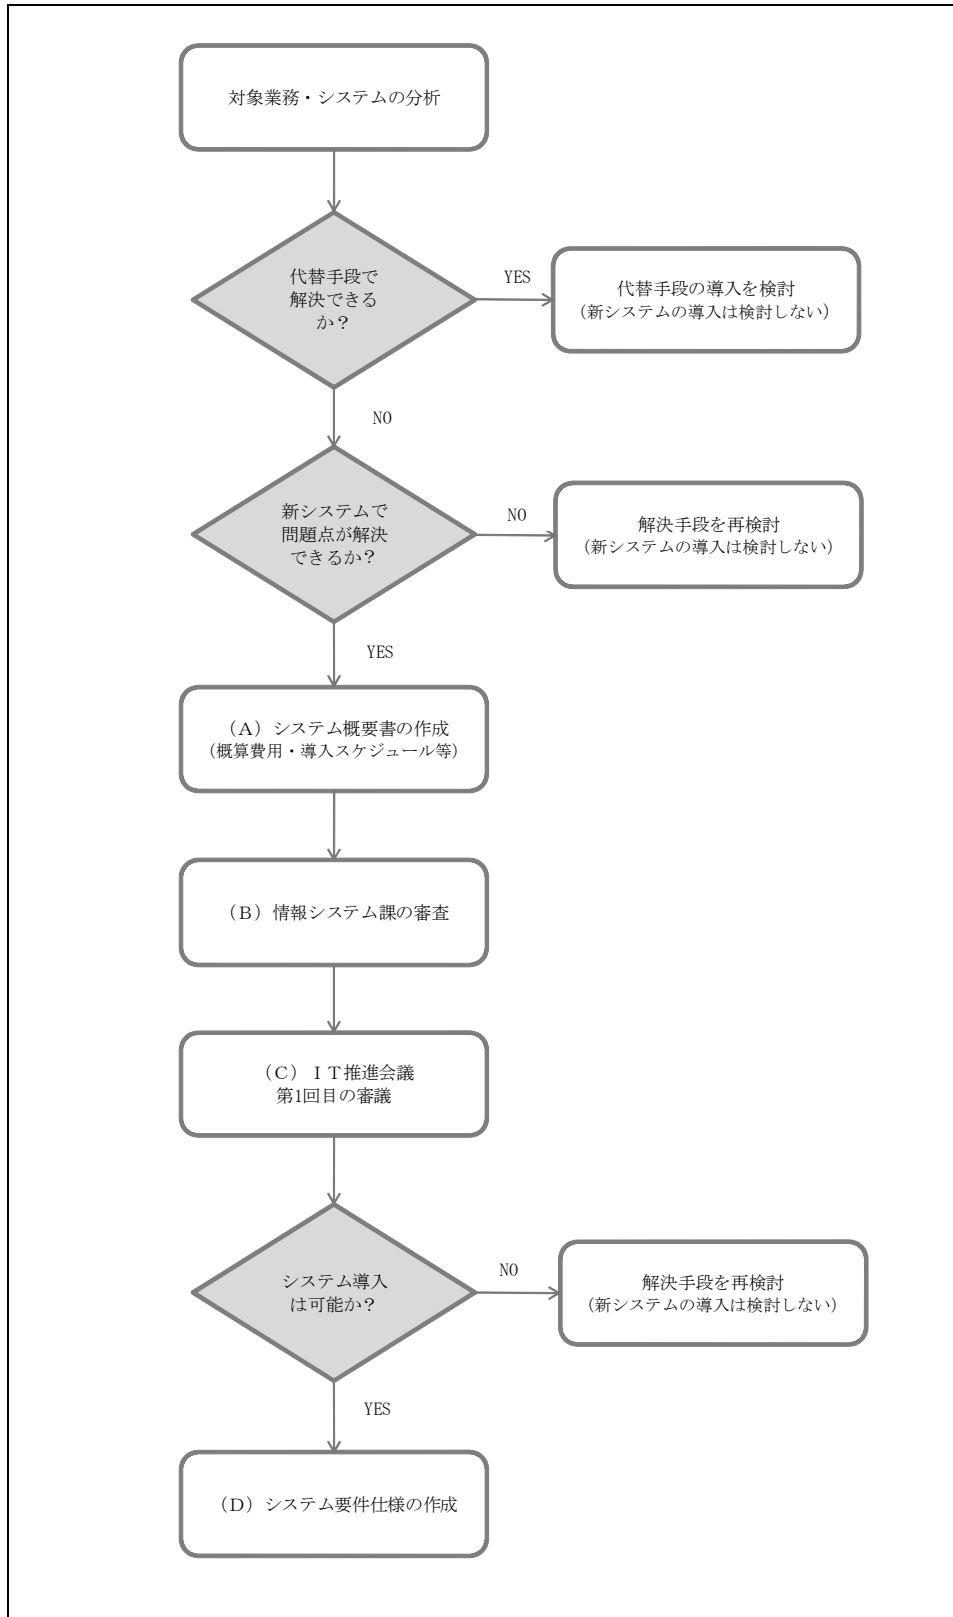 対象業務・システムの分析
代替手段で
解決できる
か？
YES
代替手段の導入を検討
（新システムの導入は検討しない）
NO
新システムで
問題点が解決
できるか？
NO
解決手段を再検討
（新システムの導入は検討しない）
YES
（Ａ）システム概要書の作成
（概算費用・導入スケジュール等）
（Ｂ）情報システム課の審査
（Ｃ）ＩＴ推進会議
第1回目の審議
システム導入
は可能か？
NO
解決手段を再検討
（新システムの導入は検討しない）
YES
（Ｄ）システム要件仕様の作成